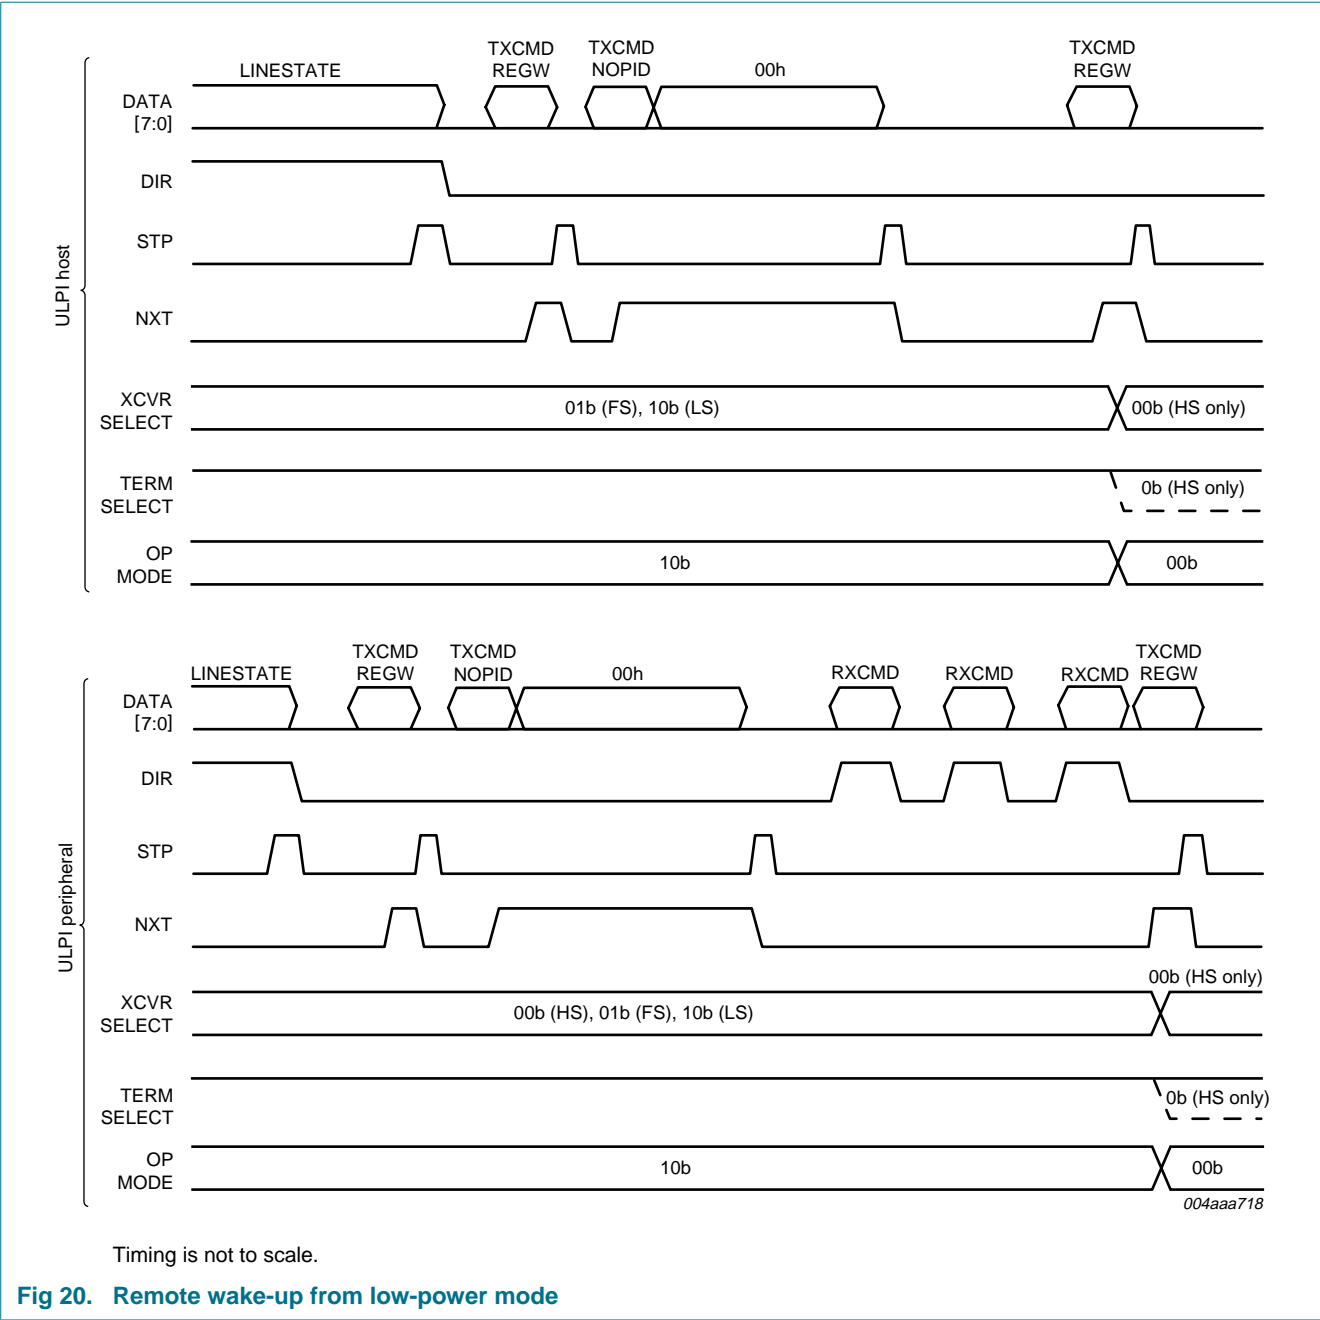 TXCMD
REGW
TXCMD
NOPID
TXCMD
REGW
LINESTATE
00h
DATA
[7:0]
DIR
STP
NXT
XCVR
SELECT
01b (FS), 10b (LS)
00b (HS only)
TERM
SELECT
0b (HS only)
OP
MODE
10b
00b
ULPI host
TXCMD
REGW
TXCMD
NOPID
TXCMD
REGW
LINESTATE
00h
RXCMD
RXCMD
RXCMD
DATA
[7:0]
DIR
STP
NXT
XCVR
SELECT
00b (HS), 01b (FS), 10b (LS)
00b (HS only)
TERM
SELECT
0b (HS only)
OP
MODE
10b
00b
ULPI peripheral
004aaa718
Timing is not to scale.
Fig 20. Remote wake-up from low-power mode